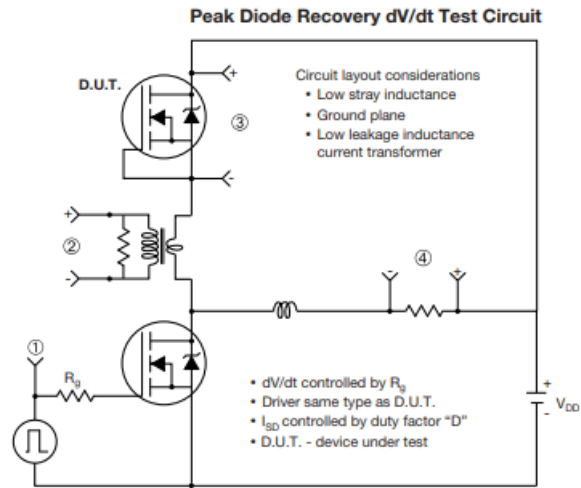 Peak Diode Recovery dV/dt Test Circuit
D.U.T.
+
③
-
Circuit layout considerations
• Low stray inductance
• Ground plane
• Low leakage inductance
current transformer
+
②
-
-
④
+
①
Rg
• dV/dt controlled by Rg
• Driver same type as D.U.T.
• ISD controlled by duty factor “D”
• D.U.T. - device under test
+
VDD
-